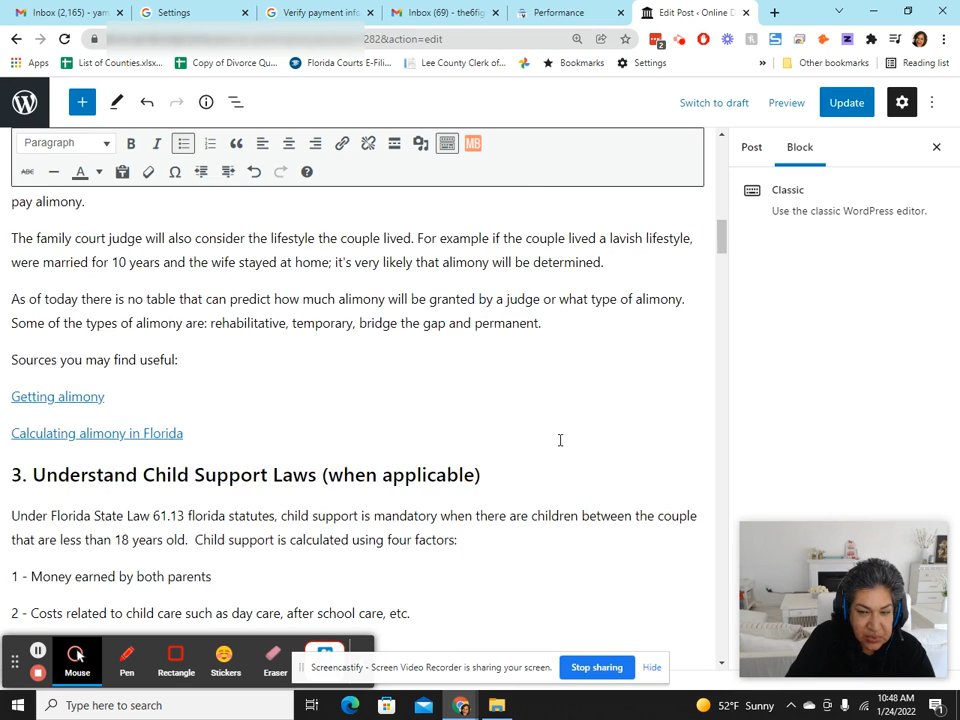 Inbox (2,165) - yam
Settings
Verify payment info
Inbox (69) - the6fig
Performance
Edit Post ‹ Online D
282&action=edit
2
Apps
List of Counties.xlsx...
Copy of Divorce Qu...
Florida Courts E-Fili...
Lee County Clerk of...
Bookmarks
Settings
»
Other bookmarks
Reading list
Switch to draft
Preview
Update
Paragraph
B
I
MB
Post
Block
ABC
A
Ω
Classic
Use the classic WordPress editor.
pay alimony.
The family court judge will also consider the lifestyle the couple lived. For example if the couple lived a lavish lifestyle,
were married for 10 years and the wife stayed at home; it's very likely that alimony will be determined.
As of today there is no table that can predict how much alimony will be granted by a judge or what type of alimony.
Some of the types of alimony are: rehabilitative, temporary, bridge the gap and permanent.
Sources you may find useful:
Getting alimony
Calculating alimony in Florida
3. Understand Child Support Laws (when applicable)
Under Florida State Law 61.13 florida statutes, child support is mandatory when there are children between the couple
that are less than 18 years old. Child support is calculated using four factors:
1 - Money earned by both parents
2 - Costs related to child care such as day care, after school care, etc.
Mouse
Pen
Rectangle
Stickers
Eraser
Screencastify - Screen Video Recorder is sharing your screen.
Stop sharing
Hide
Type here to search
52°F Sunny
10:48 AM
1/24/2022
1